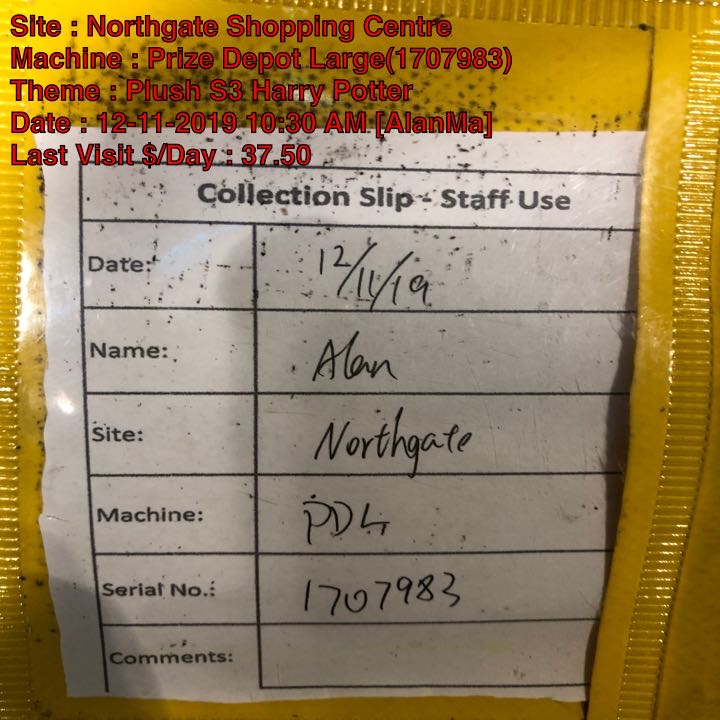 Site : Northgate Shopping Centre
Machine : Prize Depot Large(1707983)
Theme : Plush S3 Harry Potter
Date : 12-11-2019 10:30 AM [AlanMa]
Last Visit $/Day : 37.50
Collection Slip - Staff Use
Date: 12/11/19
Name: Alan
Site: Northgate
Machine: PDL
Serial No.: 1707983
Comments: